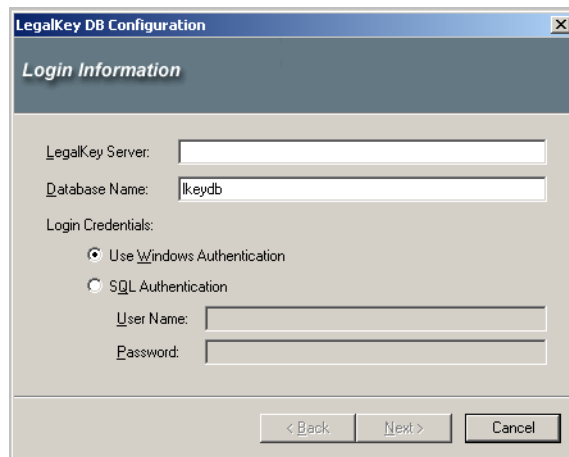 LegalKey DB Configuration
Login Information
LegalKey Server:
Database Name: lkeydb
Login Credentials:
Use Windows Authentication
SQL Authentication
User Name:
Password:
< Back Next > Cancel